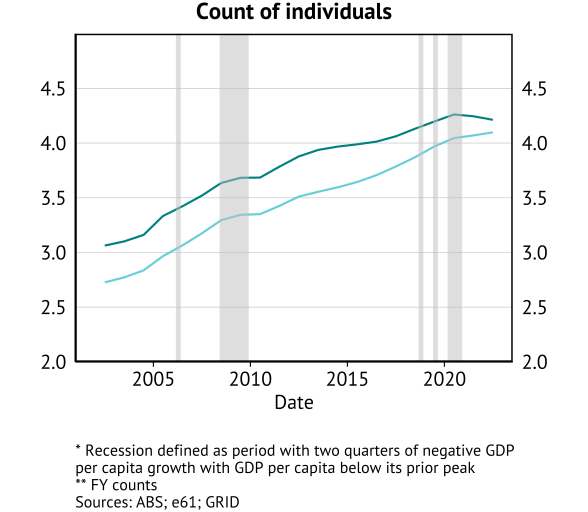 Count of individuals
4.5 4.5
4.0 4.0
3.5 3.5
3.0 3.0
2.5 2.5
2.0 2.0
2005 2010 2015 2020
Date
* Recession defined as period with two quarters of negative GDP
per capita growth with GDP per capita below its prior peak
** FY counts
Sources: ABS; e61; GRID